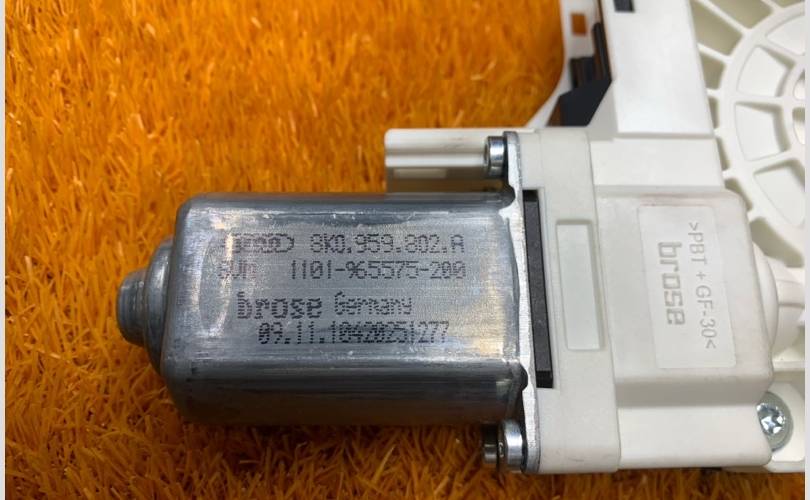 8K0.959.802.A
1101-965575-200
brose Germany
09.11.10420251277
>PBT + GF-30<
brose